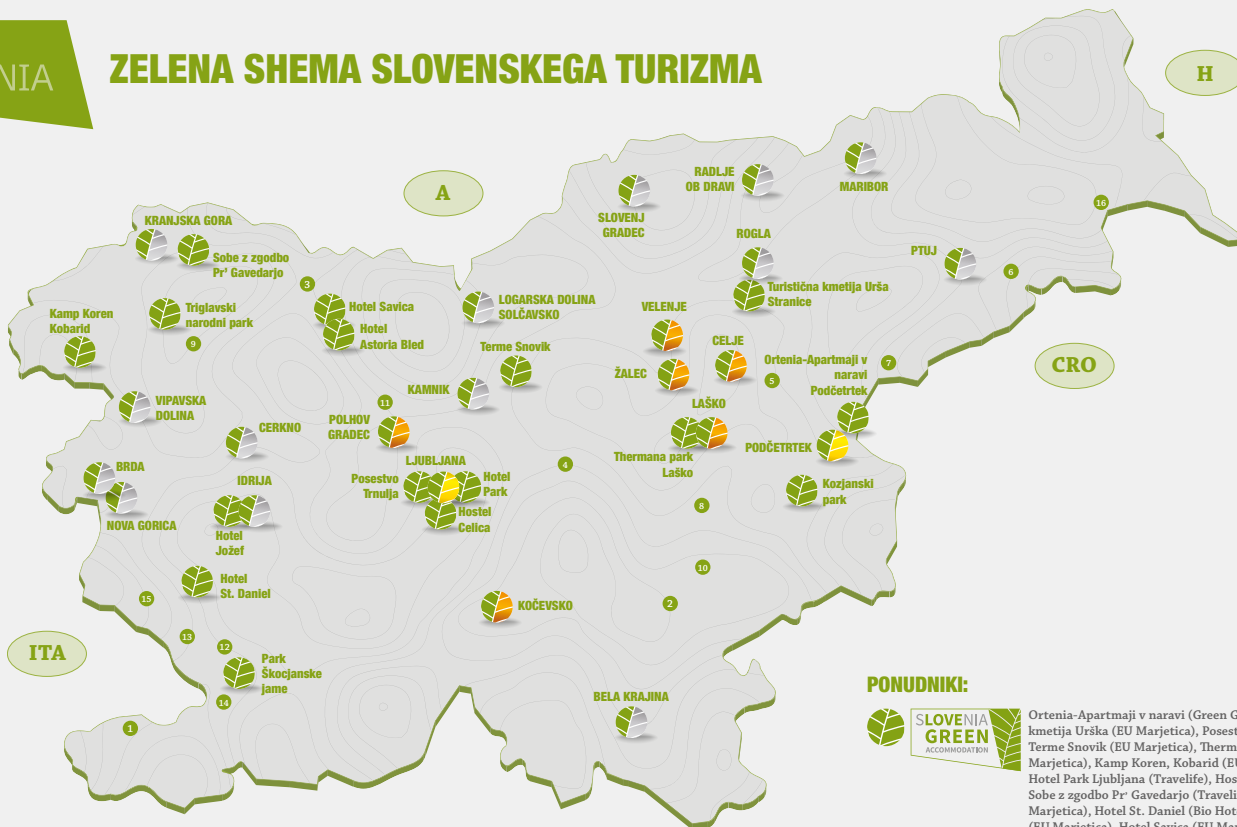 NIA
ZELENA SHEMA SLOVENSKEGA TURIZMA
H
A
RADLJE
OB DRAVI
MARIBOR
SLOVENJ
GRADEC
16
KRANJSKA GORA
ROGLA
PTUJ
Sobe z zgodbo
Pr' Gavedarjo
6
3
Turistična kmetija Urša
Stranice
LOGARSKA DOLINA
SOLČAVSKO
Hotel Savica
VELENJE
Triglavski
narodni park
Kamp Koren
Kobarid
Hotel
Astoria Bled
9
Terme Snovik
CELJE
Ortenia-Apartmaji v
naravi
Podčetrtek
7
CRO
ŽALEC
5
KAMNIK
VIPAVSKA
DOLINA
11
LAŠKO
POLHOV
GRADEC
CERKNO
PODČETRTEK
Thermana park
Laško
4
LJUBLJANA
BRDA
IDRIJA
Posestvo
Trnulja
Hotel
Park
Kozjanski
park
8
Hostel
Celica
NOVA GORICA
Hotel
Jožef
10
Hotel
St. Daniel
15
KOČEVSKO
2
13
12
ITA
Park
Škocjanske
jame
14
1
BELA KRAJINA
PONUDNIKI:
SLOVENIA
GREEN
ACCOMMODATION
Ortenia-Apartmaji v naravi (Green G
kmetija Urška (EU Marjetica), Posest
Terme Snovik (EU Marjetica), Therm
Marjetica), Kamp Koren, Kobarid (EU
Hotel Park Ljubljana (Travelife), Hos
Sobe z zgodbo Pr' Gavedarjo (Traveli
Marjetica), Hotel St. Daniel (Bio Hot
(EU Marjetica), Hotel Savica (EU Mar